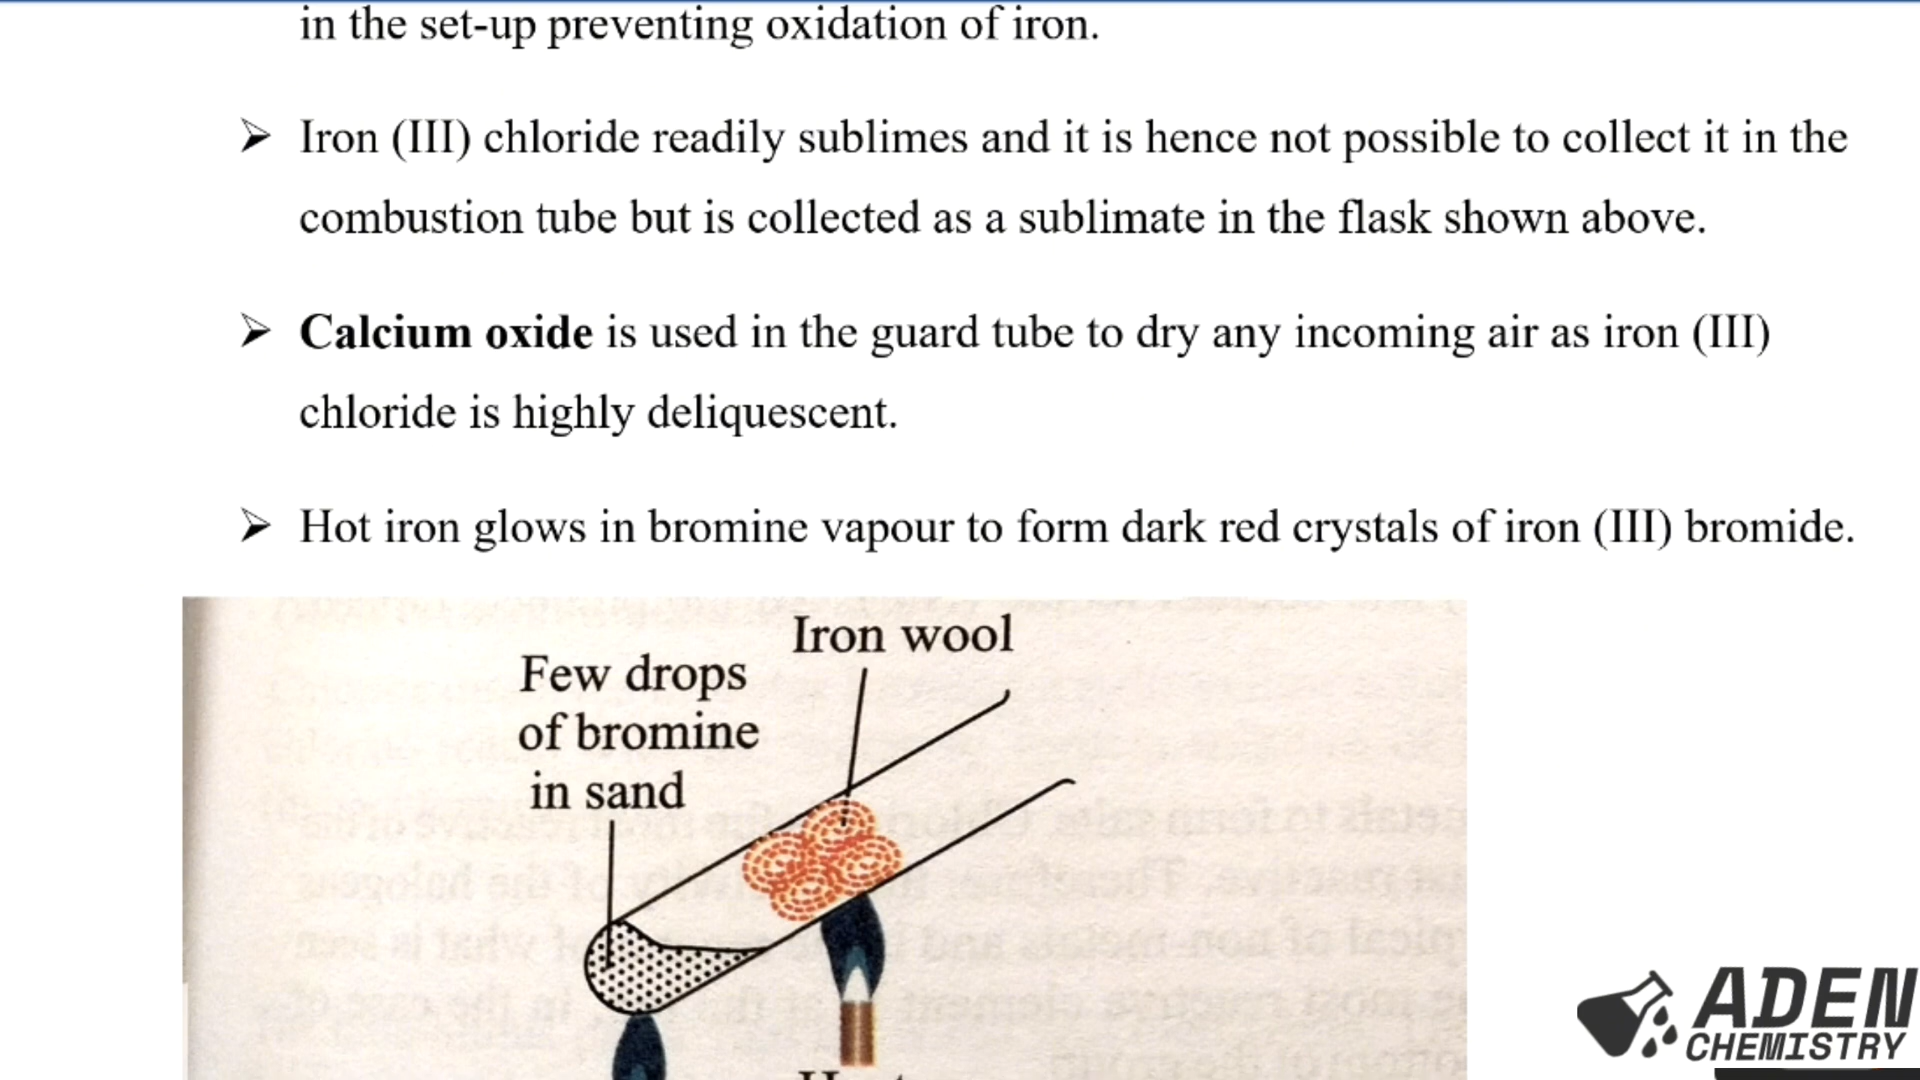 in the set-up preventing oxidation of iron.
➢ Iron (III) chloride readily sublimes and it is hence not possible to collect it in the
combustion tube but is collected as a sublimate in the flask shown above.
➢ Calcium oxide is used in the guard tube to dry any incoming air as iron (III)
chloride is highly deliquescent.
➢ Hot iron glows in bromine vapour to form dark red crystals of iron (III) bromide.
Iron wool
Few drops
of bromine
in sand
ADEN
CHEMISTRY